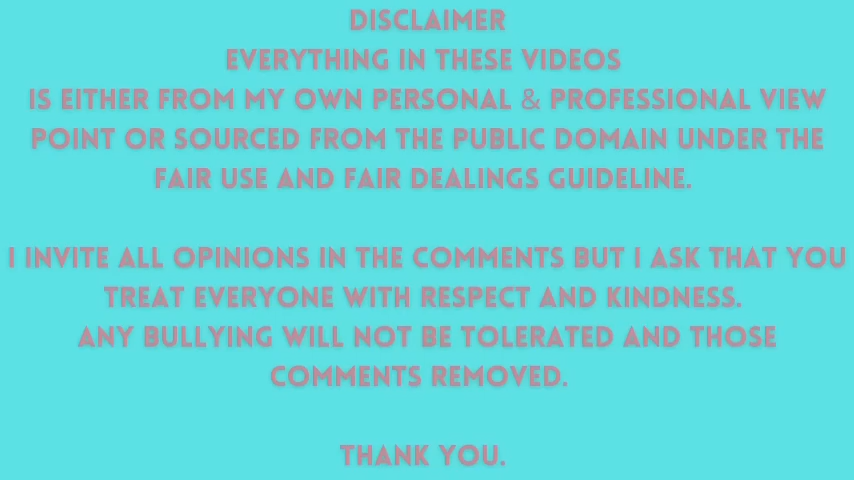 DISCLAIMER
EVERYTHING IN THESE VIDEOS
IS EITHER FROM MY OWN PERSONAL & PROFESSIONAL VIEW
POINT OR SOURCED FROM THE PUBLIC DOMAIN UNDER THE
FAIR USE AND FAIR DEALINGS GUIDELINE.
I INVITE ALL OPINIONS IN THE COMMENTS BUT I ASK THAT YOU
TREAT EVERYONE WITH RESPECT AND KINDNESS.
ANY BULLYING WILL NOT BE TOLERATED AND THOSE
COMMENTS REMOVED.
THANK YOU.